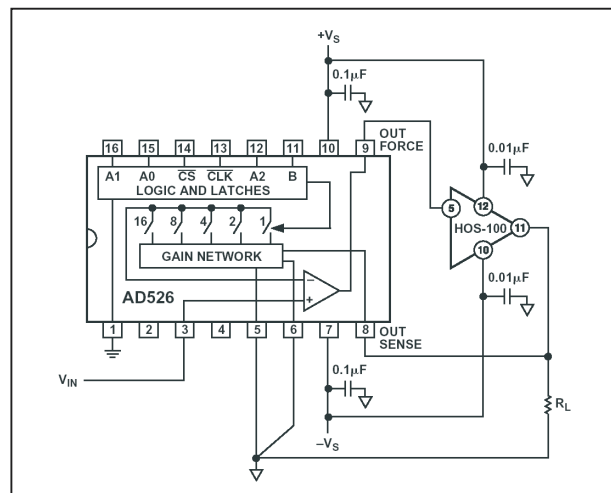 +VS
0.1µF
16 15 14 13 12 11 10 9
OUT
FORCE
A1 A0 CS CLK A2 B
LOGIC AND LATCHES
0.01µF
16 8 4 2 1
5
12
HOS-100
11
10
GAIN NETWORK
–
+
AD526
0.01µF
1 2 3 4 5 6 7 8
OUT
SENSE
VIN
0.1µF
RL
–VS